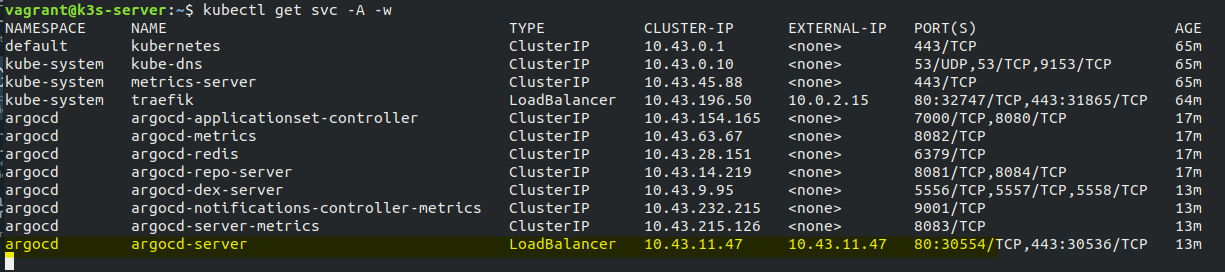 vagrant@k3s-server:~$ kubectl get svc -A -w
NAMESPACE NAME TYPE CLUSTER-IP EXTERNAL-IP PORT(S) AGE
default kubernetes ClusterIP 10.43.0.1 <none> 443/TCP 65m
kube-system kube-dns ClusterIP 10.43.0.10 <none> 53/UDP,53/TCP,9153/TCP 65m
kube-system metrics-server ClusterIP 10.43.45.88 <none> 443/TCP 65m
kube-system traefik LoadBalancer 10.43.196.50 10.0.2.15 80:32747/TCP,443:31865/TCP 64m
argocd argocd-applicationset-controller ClusterIP 10.43.154.165 <none> 7000/TCP,8080/TCP 17m
argocd argocd-metrics ClusterIP 10.43.63.67 <none> 8082/TCP 17m
argocd argocd-redis ClusterIP 10.43.28.151 <none> 6379/TCP 17m
argocd argocd-repo-server ClusterIP 10.43.14.219 <none> 8081/TCP,8084/TCP 17m
argocd argocd-dex-server ClusterIP 10.43.9.95 <none> 5556/TCP,5557/TCP,5558/TCP 13m
argocd argocd-notifications-controller-metrics ClusterIP 10.43.232.215 <none> 9001/TCP 13m
argocd argocd-server-metrics ClusterIP 10.43.215.126 <none> 8083/TCP 13m
argocd argocd-server LoadBalancer 10.43.11.47 10.43.11.47 80:30554/TCP,443:30536/TCP 13m